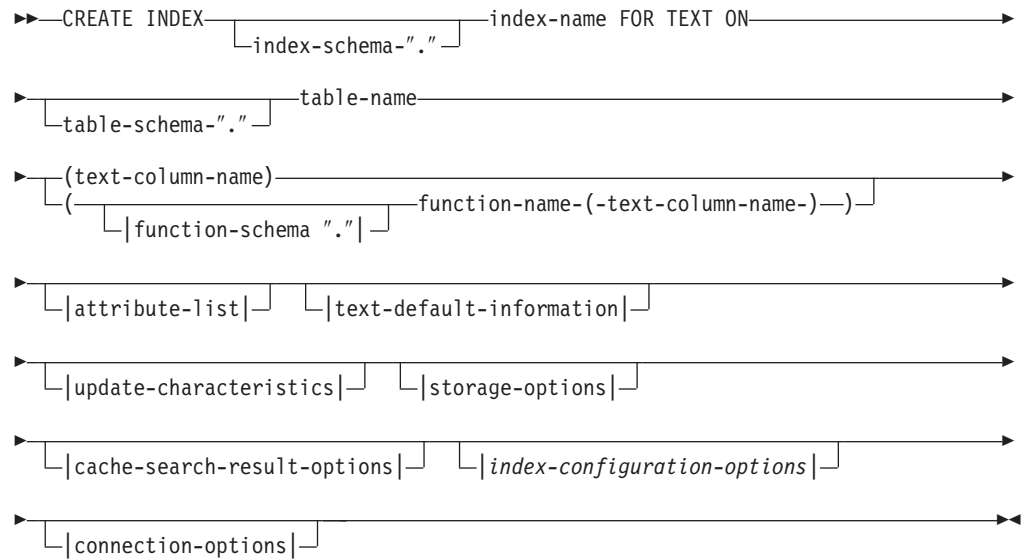 CREATE INDEX index-name FOR TEXT ON
index-schema-"."
table-name
table-schema-"."
(text-column-name)
( function-name-(-text-column-name-) )
|function-schema "."|
|attribute-list| |text-default-information|
|update-characteristics| |storage-options|
|cache-search-result-options| |index-configuration-options|
|connection-options|